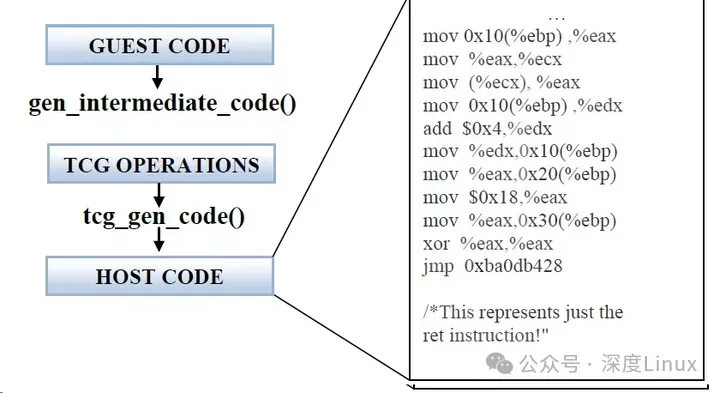 GUEST CODE
gen_intermediate_code()
TCG OPERATIONS
tcg_gen_code()
HOST CODE
...
mov 0x10(%ebp) ,%eax
mov %eax,%ecx
mov (%ecx), %eax
mov 0x10(%ebp) ,%edx
add $0x4,%edx
mov %edx,0x10(%ebp)
mov %eax,0x20(%ebp)
mov $0x18,%eax
mov %eax,0x30(%ebp)
xor %eax,%eax
jmp 0xba0db428
/*This represents just the
ret instruction!"
公众号 · 深度Linux